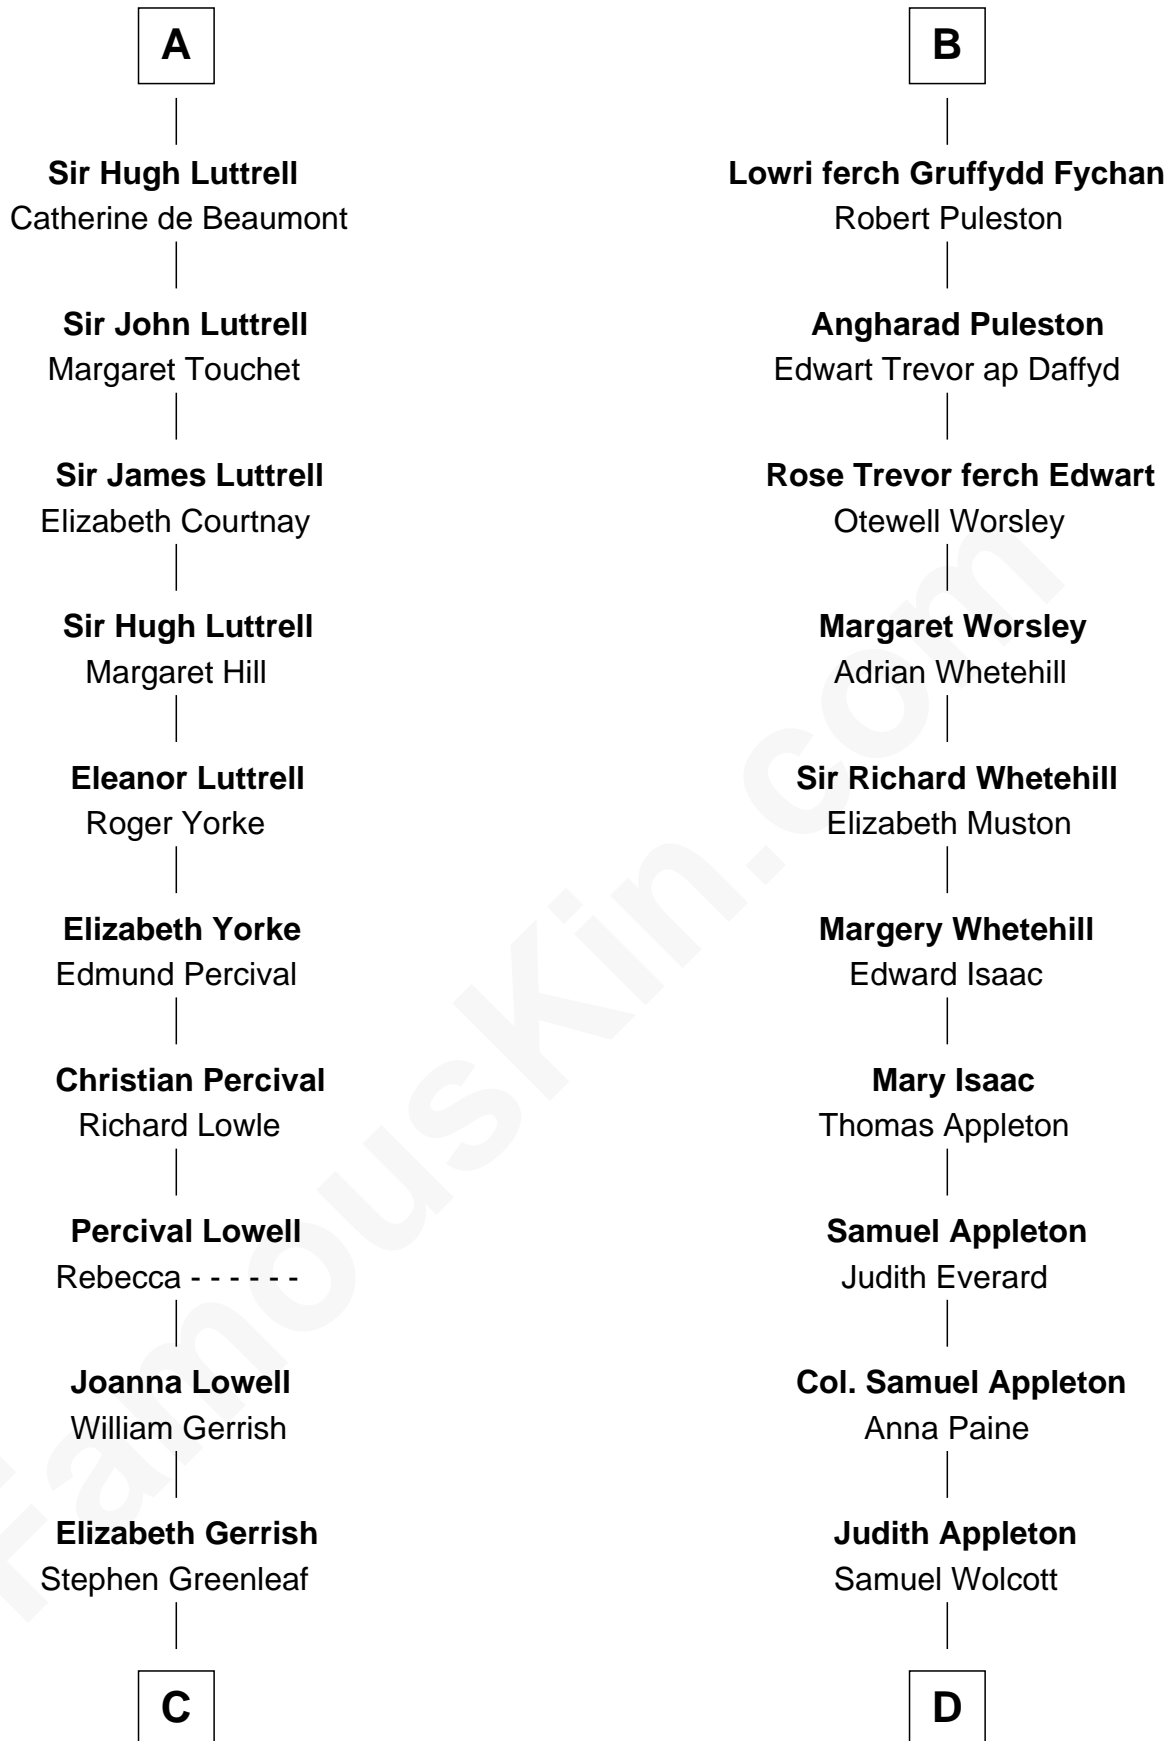 A
Sir Hugh Luttrell
Catherine de Beaumont
Sir John Luttrell
Margaret Touchet
Sir James Luttrell
Elizabeth Courtnay
Sir Hugh Luttrell
Margaret Hill
Eleanor Luttrell
Roger Yorke
Elizabeth Yorke
Edmund Percival
Christian Percival
Richard Lowle
Percival Lowell
Rebecca - - - - - -
Joanna Lowell
William Gerrish
Elizabeth Gerrish
Stephen Greenleaf
C
B
Lowri ferch Gruffydd Fychan
Robert Puleston
Angharad Puleston
Edwart Trevor ap Daffyd
Rose Trevor ferch Edwart
Otewell Worsley
Margaret Worsley
Adrian Whetehill
Sir Richard Whetehill
Elizabeth Muston
Margery Whetehill
Edward Isaac
Mary Isaac
Thomas Appleton
Samuel Appleton
Judith Everard
Col. Samuel Appleton
Anna Paine
Judith Appleton
Samuel Wolcott
D
FamousKin.com